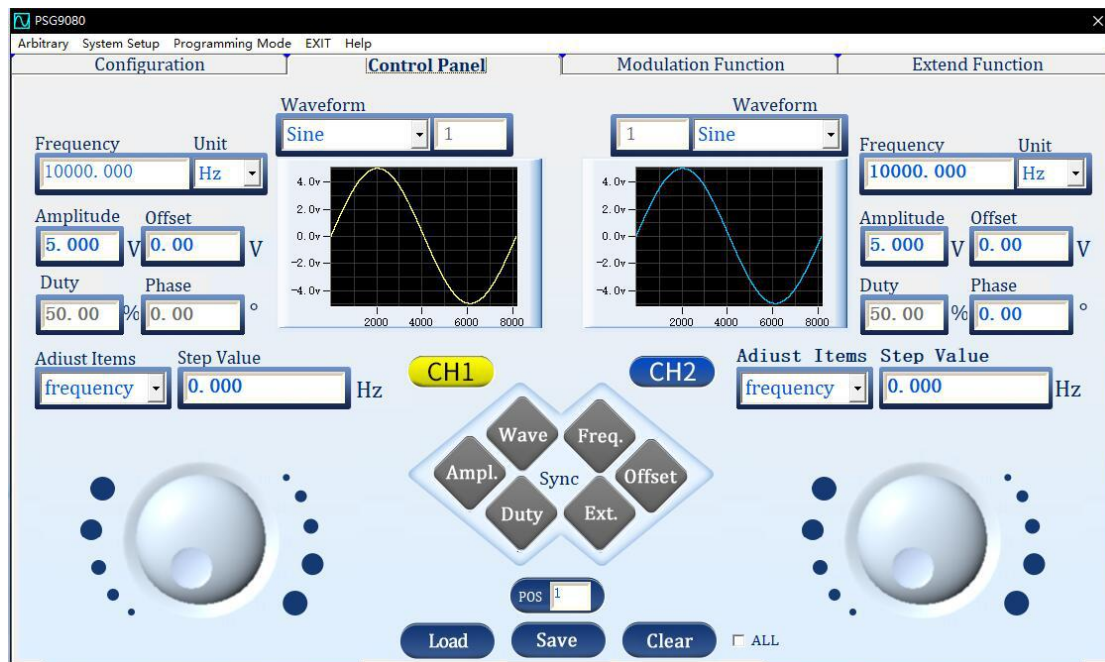 PSG9080
Arbitrary System Setup Programming Mode EXIT Help
Configuration Control Panel Modulation Function Extend Function
Waveform Waveform
Sine 1 1 Sine
Frequency Unit Frequency Unit
10000.000 Hz 10000.000 Hz
4.0v 4.0v
2.0v 2.0v
0.0v 0.0v
-2.0v -2.0v
-4.0v -4.0v
2000 4000 6000 8000 2000 4000 6000 8000
Amplitude Offset Amplitude Offset
5.000 V 0.00 V 5.000 V 0.00 V
Duty Phase Duty Phase
50.00 % 0.00 ° 50.00 % 0.00 °
Adiust Items Step Value CH1 CH2 Adiust Items Step Value
frequency 0.000 Hz frequency 0.000 Hz
Wave Freq.
Ampl. Sync Offset
Duty Ext.
POS 1
Load Save Clear ALL